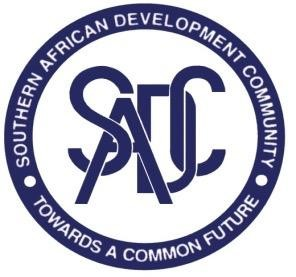 SOUTHERN AFRICAN DEVELOPMENT COMMUNITY
SADC
TOWARDS A COMMON FUTURE